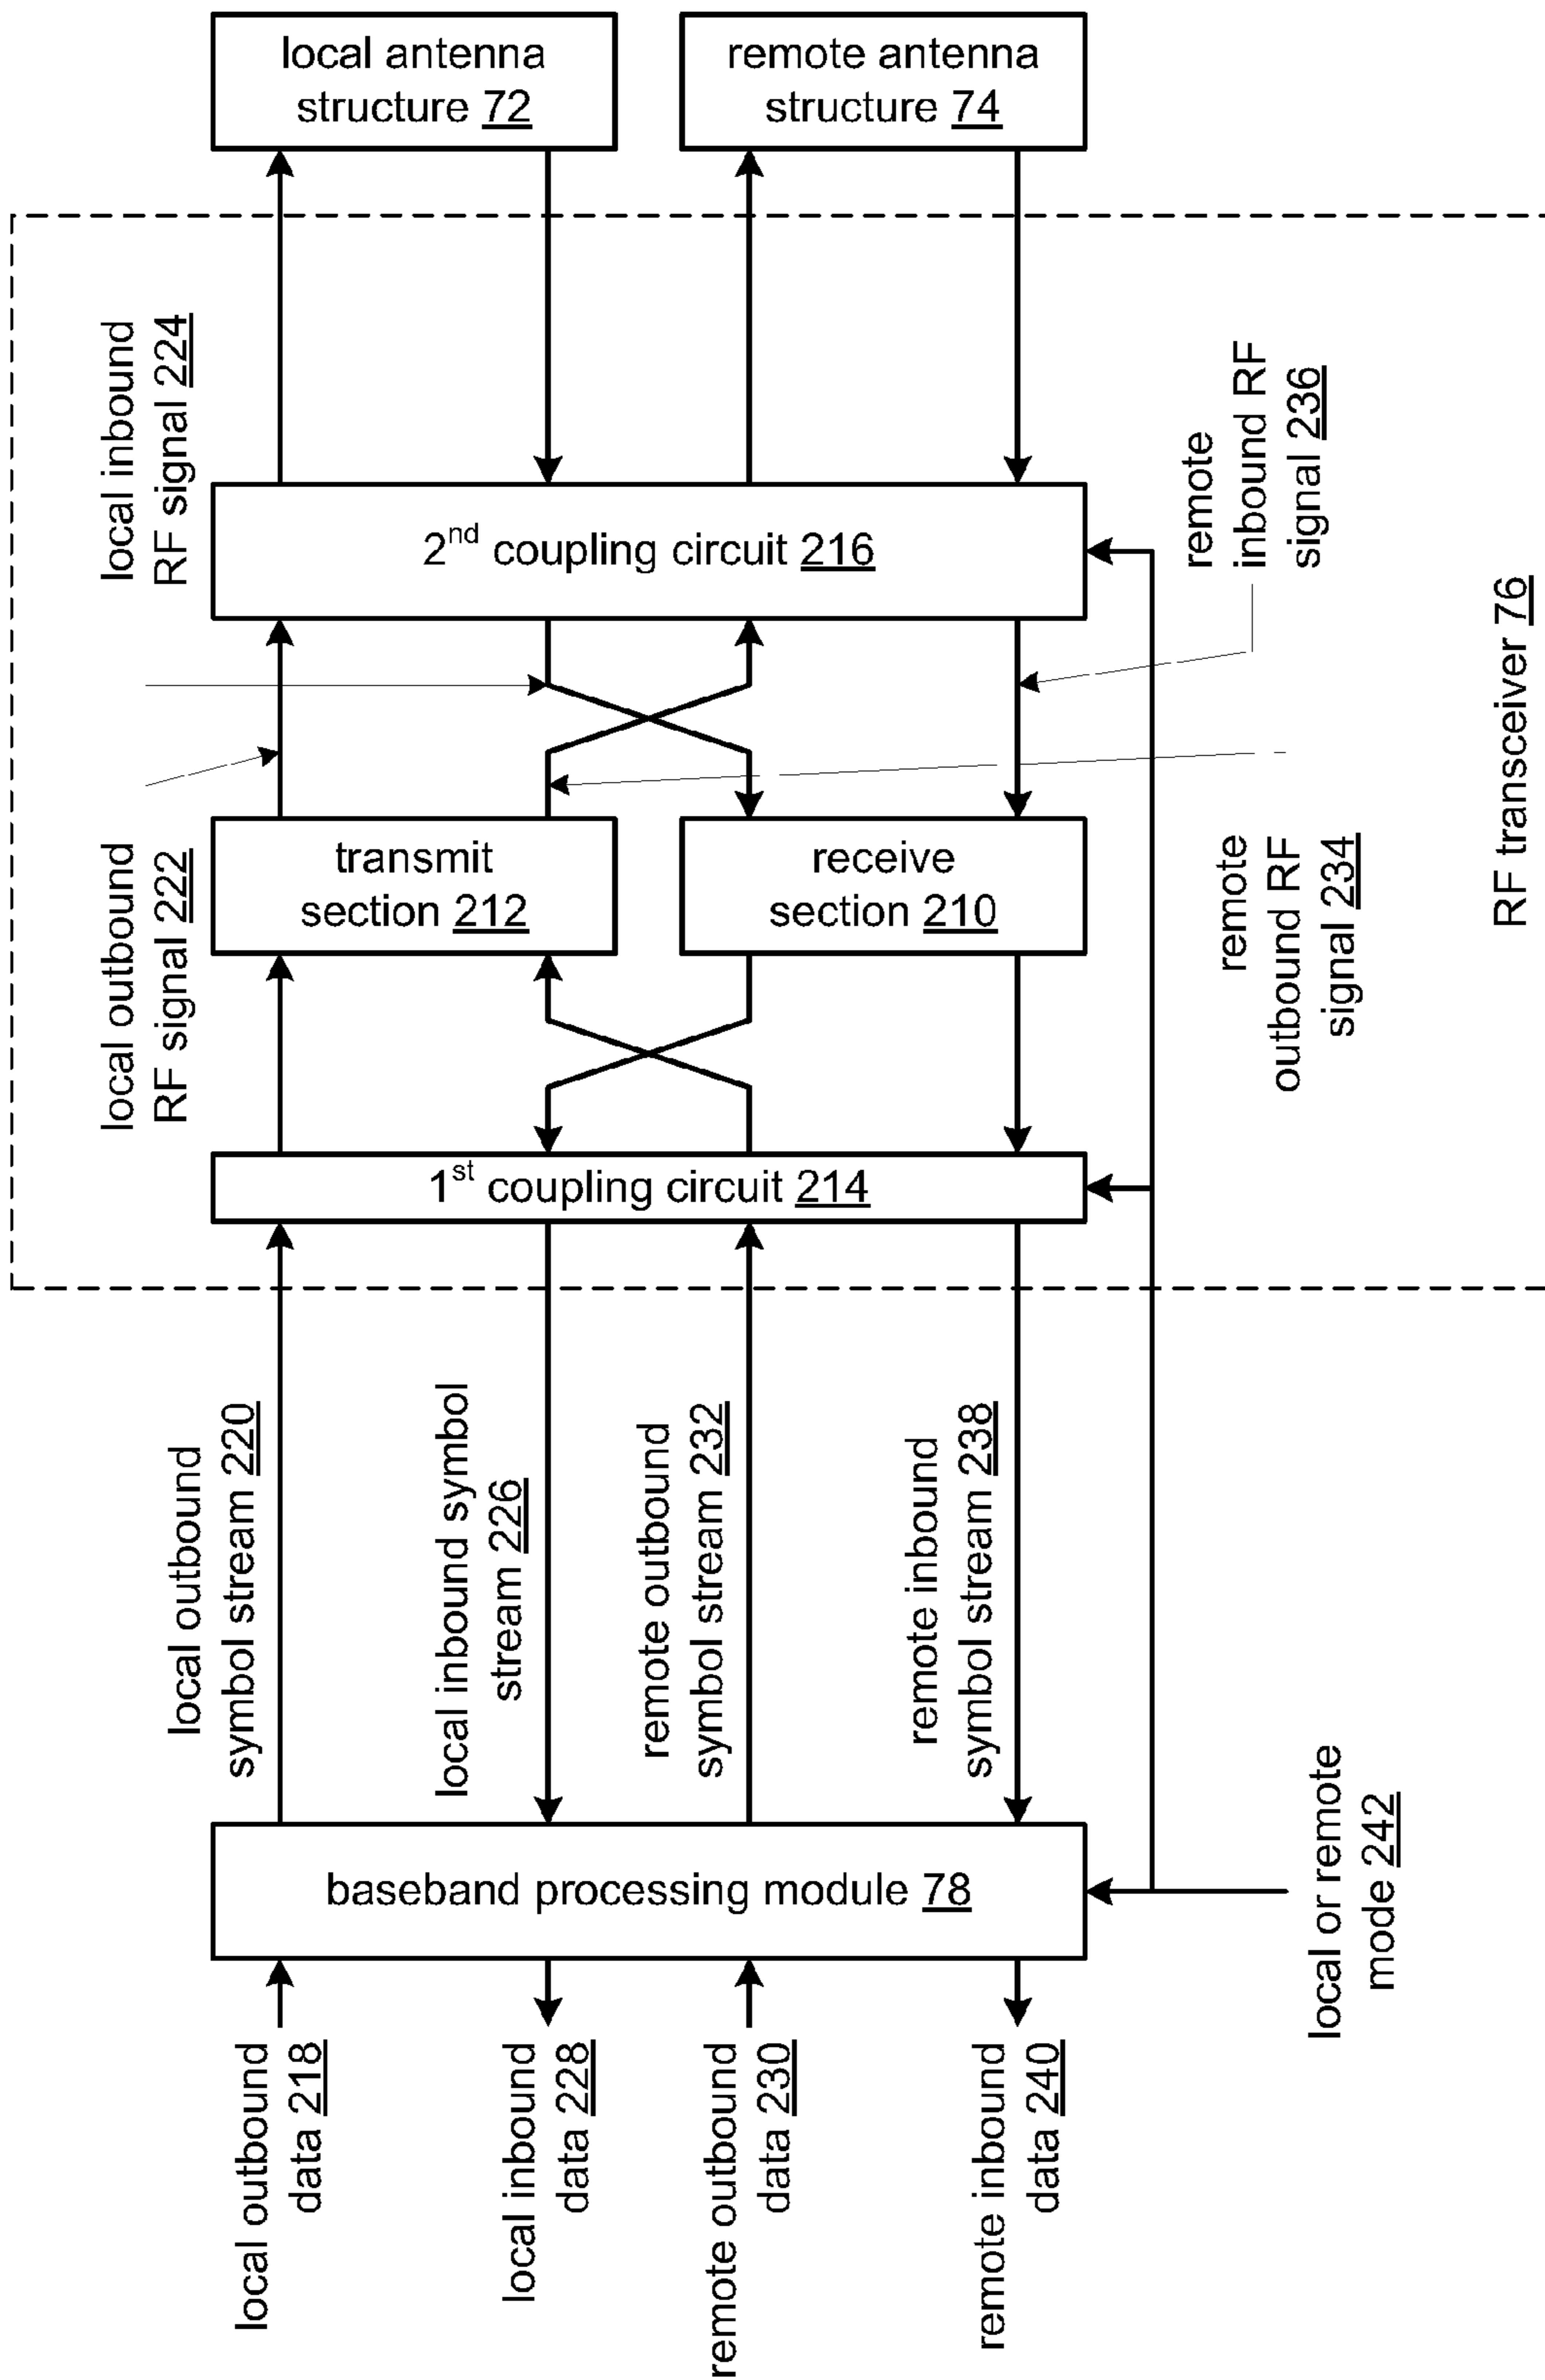 local antenna
structure 72
remote antenna
structure 74
local inbound
RF signal 224
2nd coupling circuit 216
remote
inbound RF
signal 236
local outbound
RF signal 222
transmit
section 212
receive
section 210
remote
outbound RF
signal 234
RF transceiver 76
1st coupling circuit 214
local outbound
symbol stream 220
local inbound symbol
stream 226
remote outbound
symbol stream 232
remote inbound
symbol stream 238
baseband processing module 78
local or remote
mode 242
local outbound
data 218
local inbound
data 228
remote outbound
data 230
remote inbound
data 240